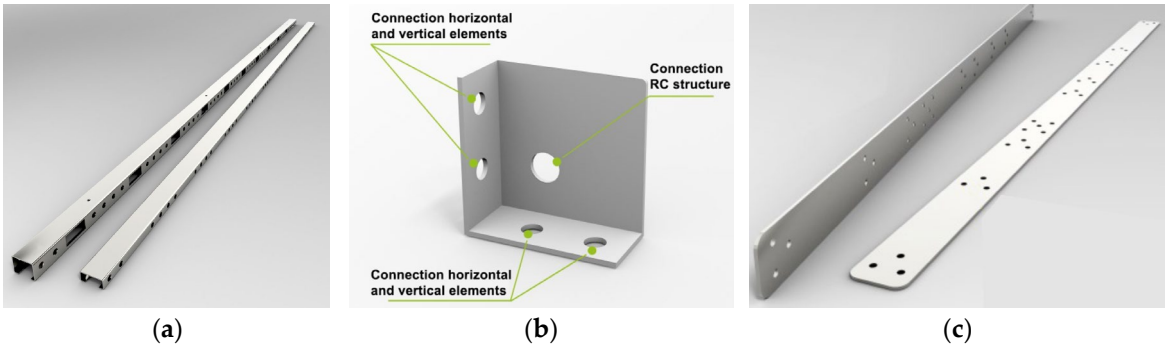 Connection horizontal
and vertical elements
Connection
RC structure
Connection horizontal
and vertical elements
(a)
(b)
(c)